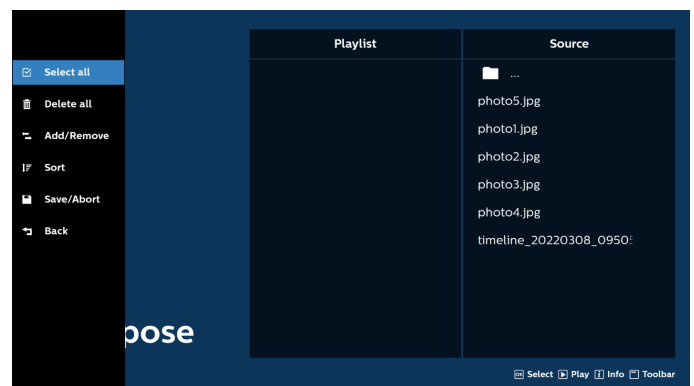 Select all
Delete all
Add/Remove
Sort
Save/Abort
Back
pose
Playlist
Source
...
photo5.jpg
photo1.jpg
photo2.jpg
photo3.jpg
photo4.jpg
timeline_20220308_0950
OK Select Play i Info Toolbar